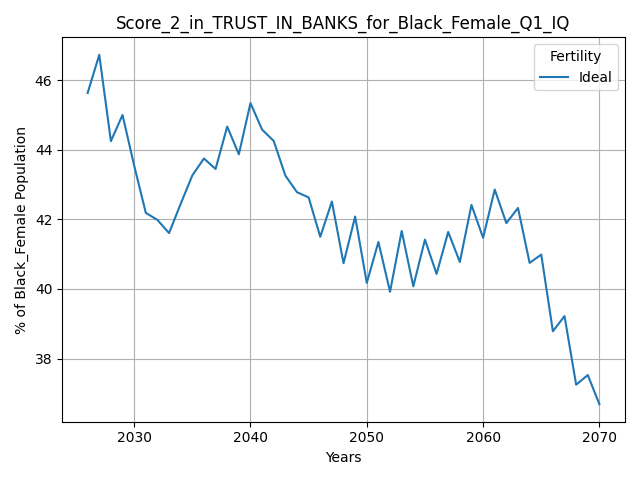 Score_2_in_TRUST_IN_BANKS_for_Black_Female_Q1_IQ
Fertility
Ideal
% of Black_Female Population
46
44
42
40
38
2030
2040
2050
2060
2070
Years